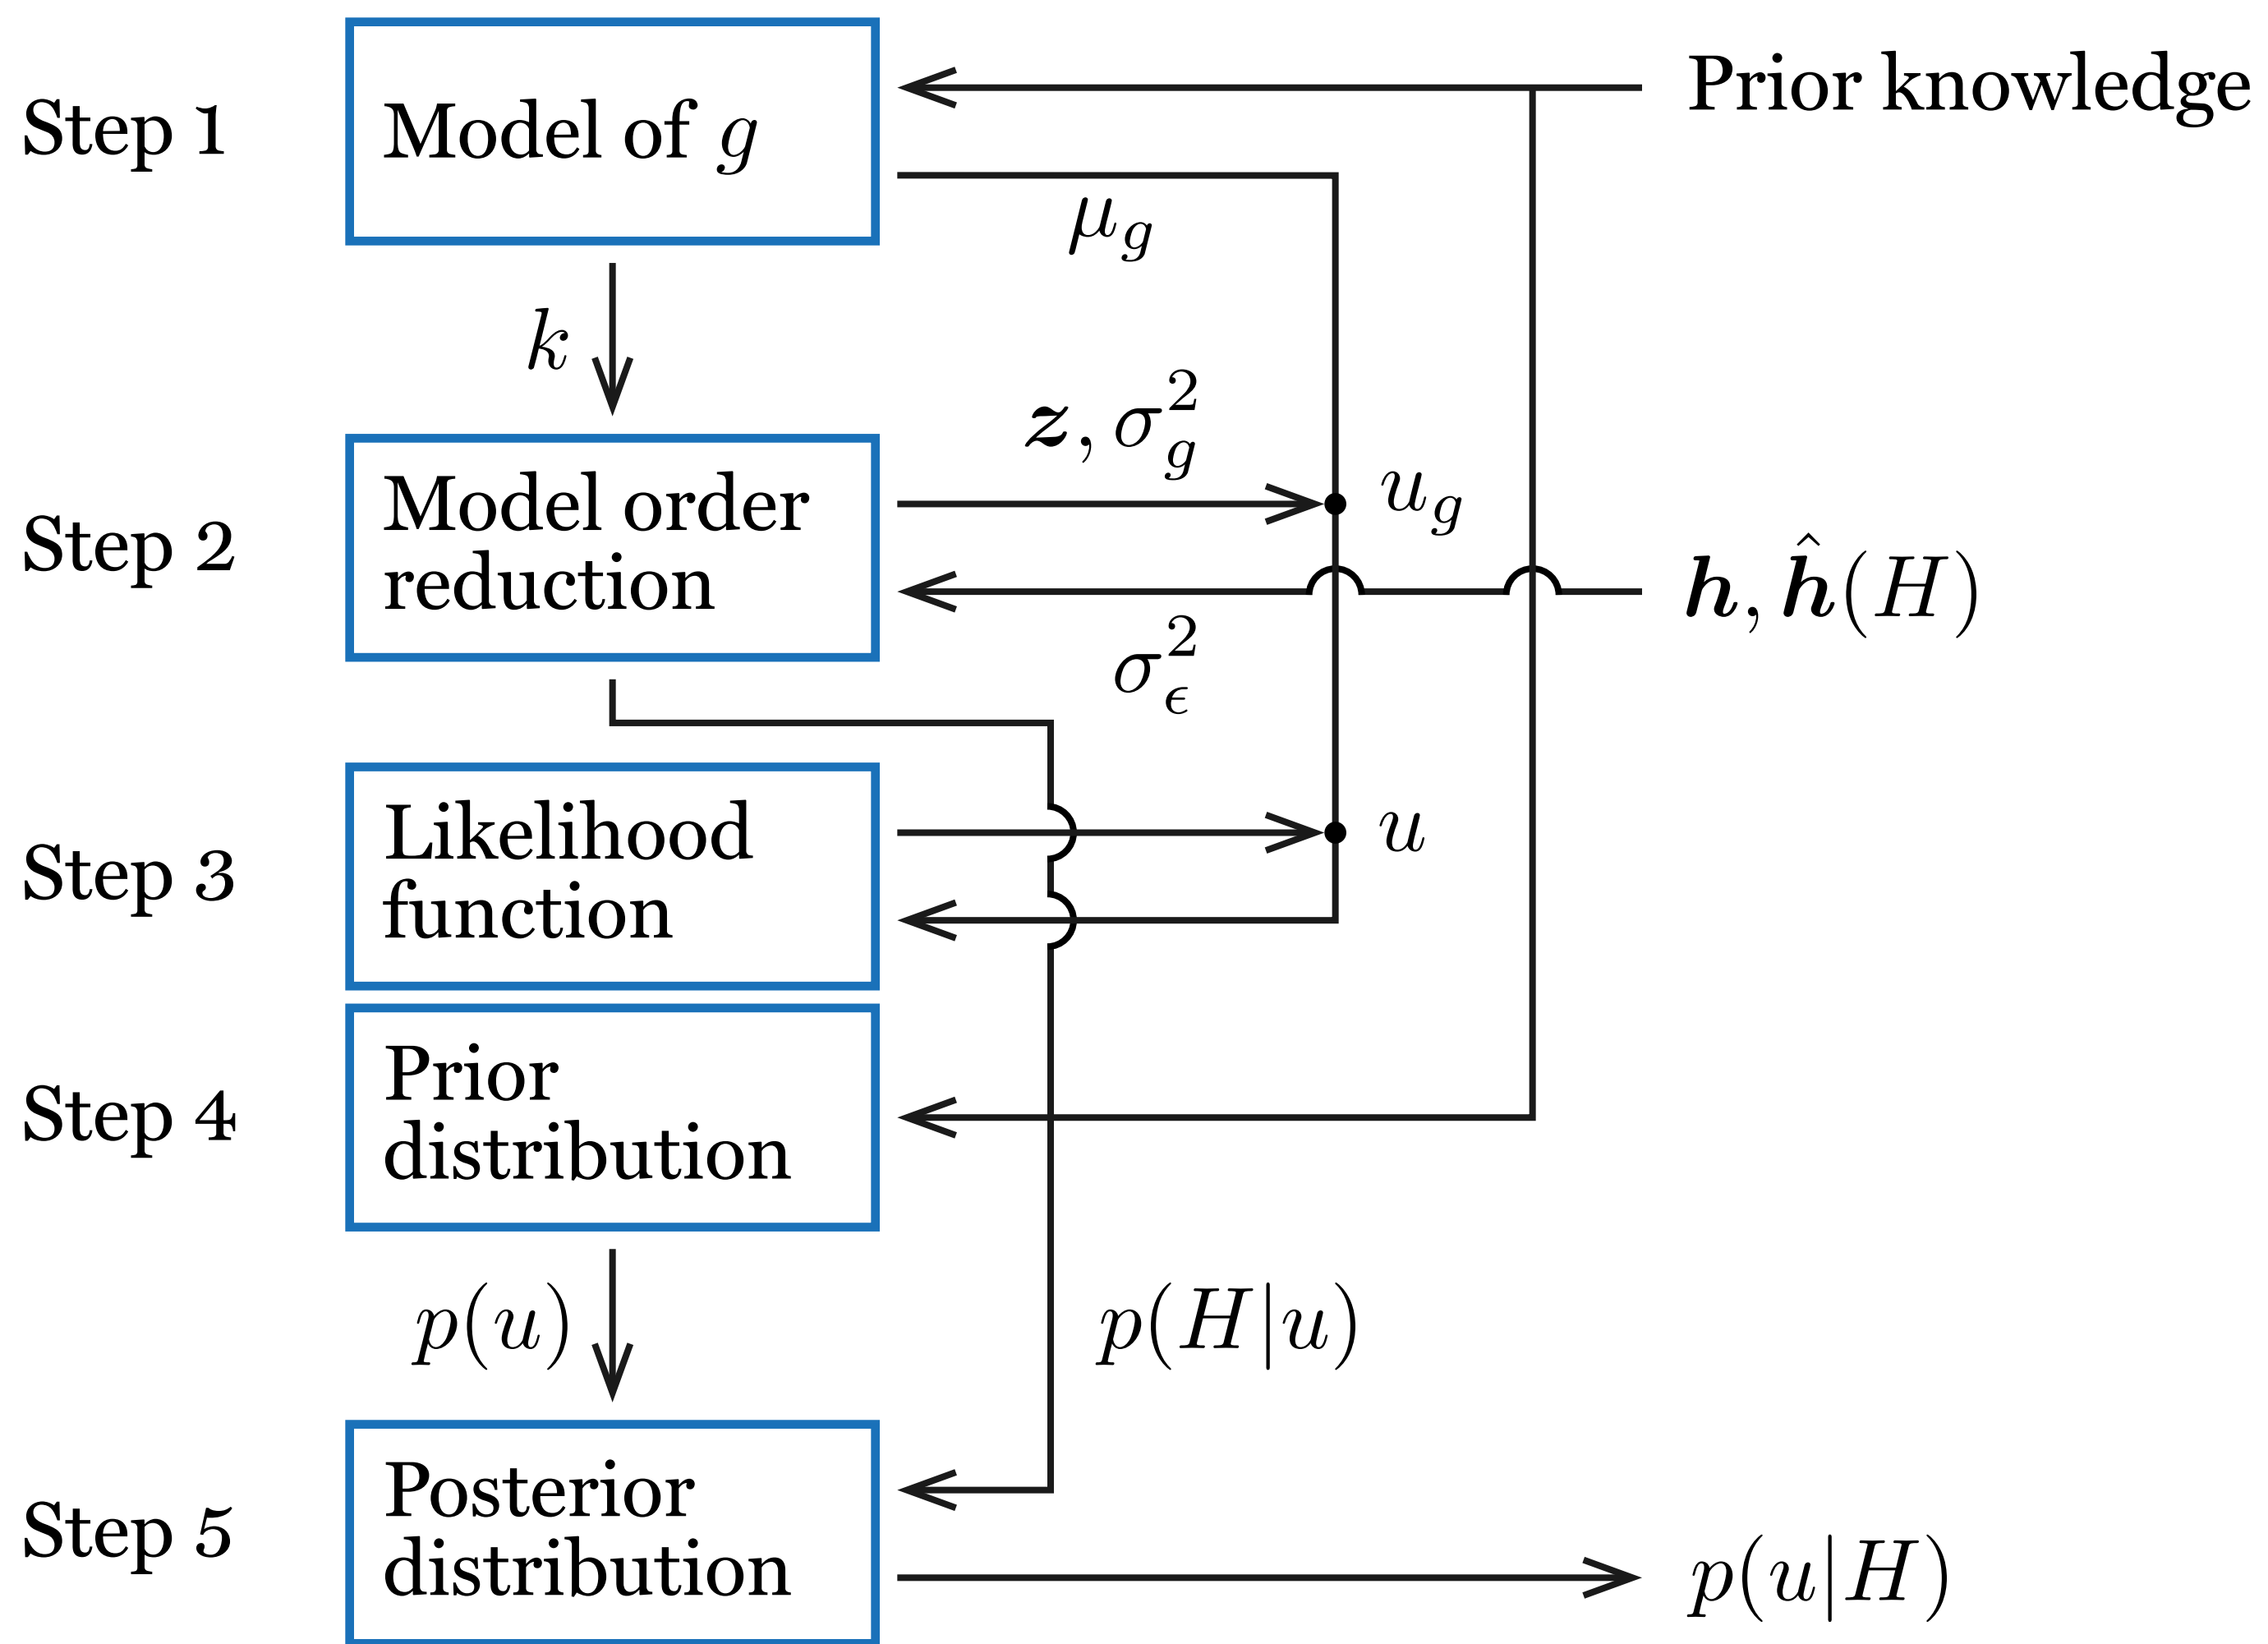 Step 1
Model of g
Prior knowledge
μ_g
k
z, σ_g^2
u_g
Step 2
Model order
reduction
h, ĥ(H)
σ_ϵ^2
Step 3
Likelihood
function
u
Step 4
Prior
distribution
p(u)
p(H|u)
Step 5
Posterior
distribution
p(u|H)